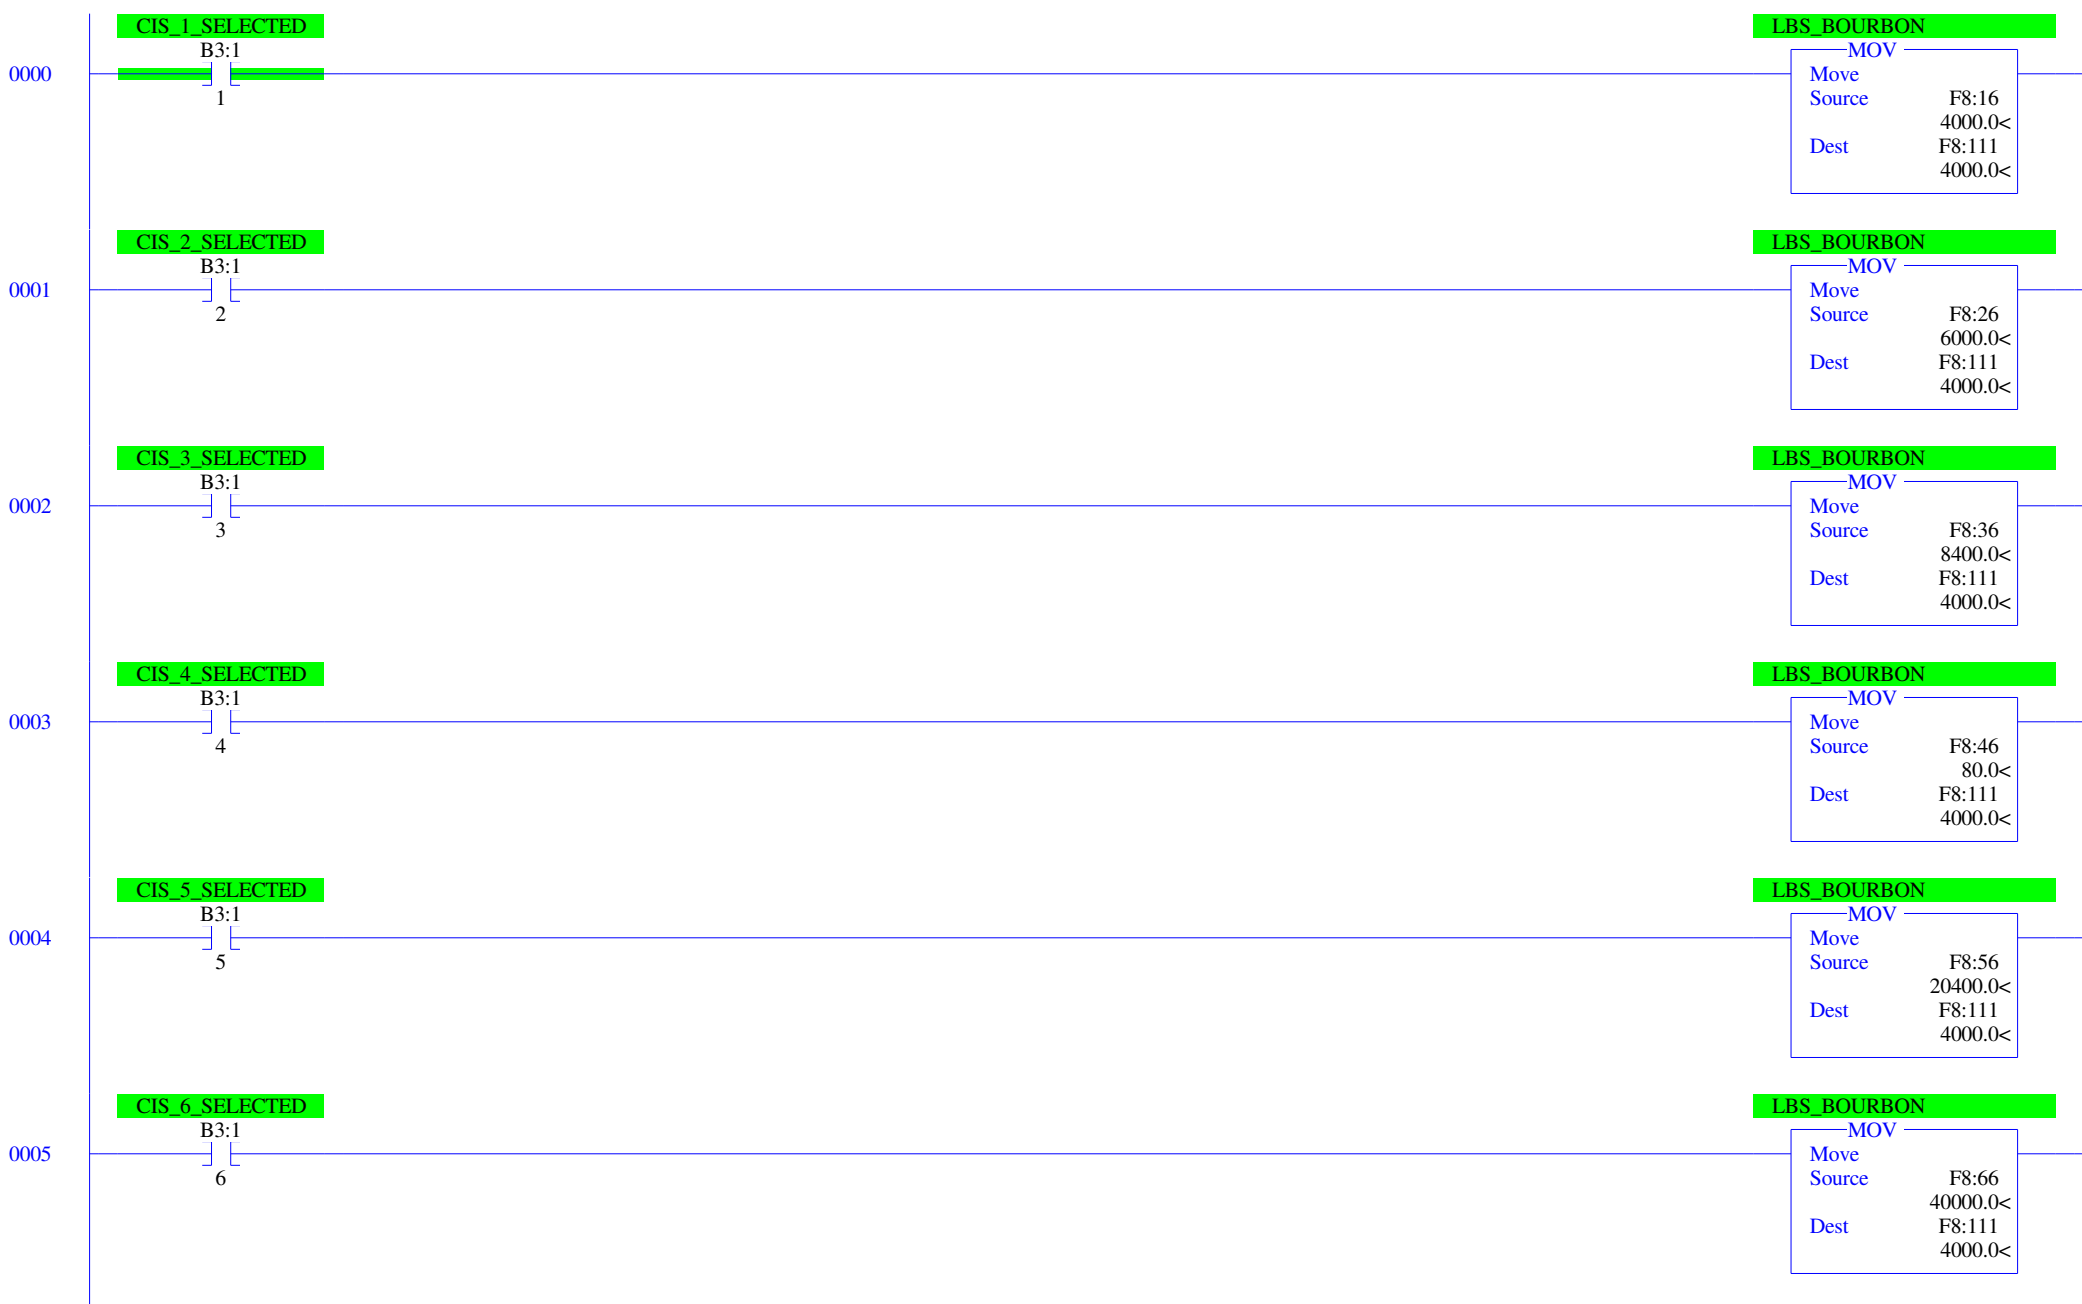 CIS_1_SELECTED
LBS_BOURBON
B3:1
MOV
0000
Move
1
Source F8:16
4000.0<
Dest F8:111
4000.0<
CIS_2_SELECTED
LBS_BOURBON
B3:1
MOV
0001
Move
2
Source F8:26
6000.0<
Dest F8:111
4000.0<
CIS_3_SELECTED
LBS_BOURBON
B3:1
MOV
0002
Move
3
Source F8:36
8400.0<
Dest F8:111
4000.0<
CIS_4_SELECTED
LBS_BOURBON
B3:1
MOV
0003
Move
4
Source F8:46
80.0<
Dest F8:111
4000.0<
CIS_5_SELECTED
LBS_BOURBON
B3:1
MOV
0004
Move
5
Source F8:56
20400.0<
Dest F8:111
4000.0<
CIS_6_SELECTED
LBS_BOURBON
B3:1
MOV
0005
Move
6
Source F8:66
40000.0<
Dest F8:111
4000.0<